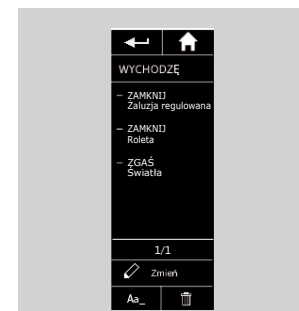 WYCHODZĘ
– ZAMKNIJ
Żaluzja regulowana
– ZAMKNIJ
Roleta
– ZGAŚ
Światła
1/1
Zmień
Aa_